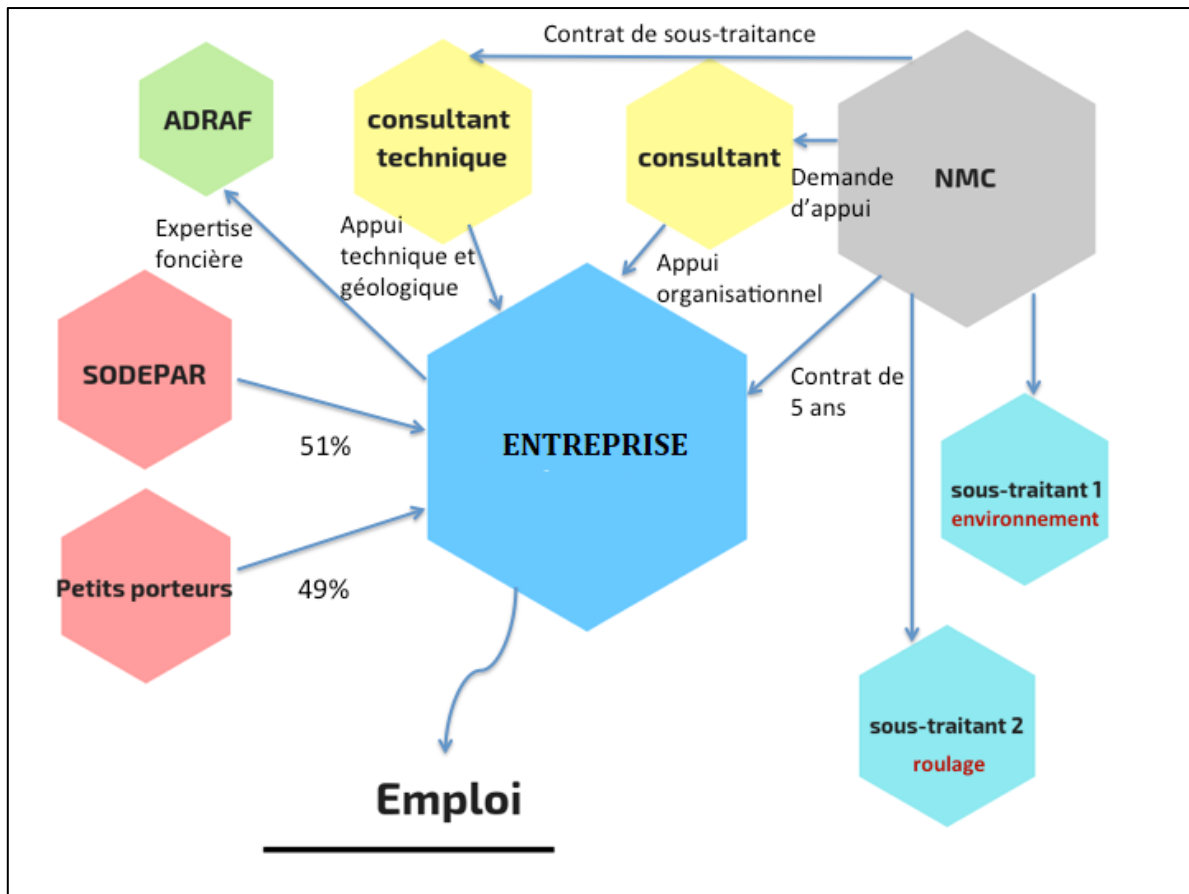 Contrat de sous-traitance
ADRAF
consultant
technique
consultant
NMC
Demande
d'appui
Expertise
foncière
Appui
technique et
géologique
Appui
organisationnel
SODEPAR
51%
Contrat de
5 ans
ENTREPRISE
sous-traitant 1
environnement
Petits porteurs
49%
sous-traitant 2
roulage
Emploi